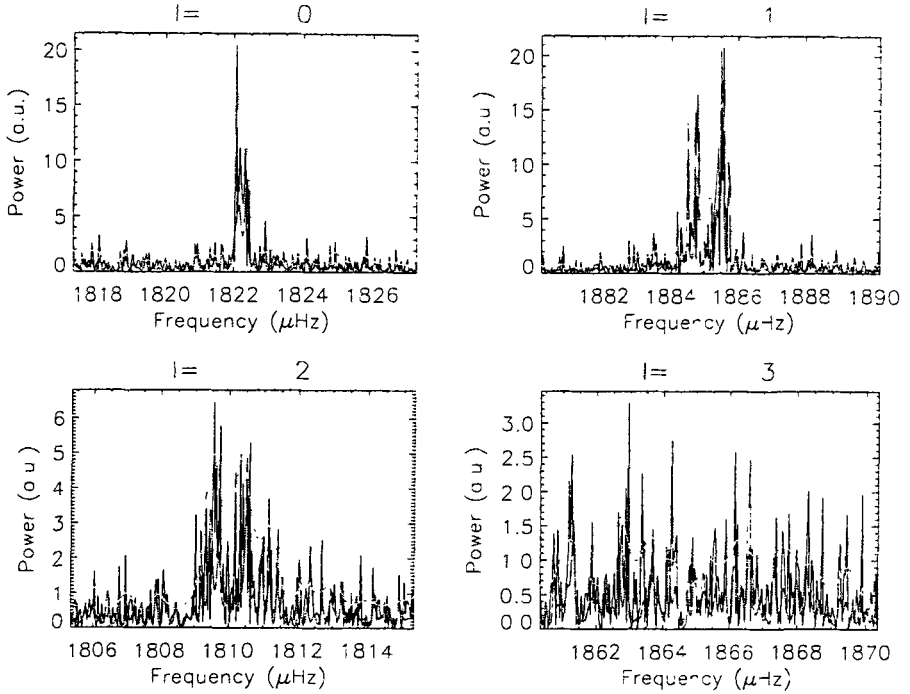 l= 0
20
15
10
5
0
Power (a.u.)
1818 1820 1822 1824 1826
Frequency (μHz)
l= 1
20
15
10
5
0
Power (a.u)
1882 1884 1886 1888 1890
Frequency (μHz)
l= 2
6
5
4
3
2
1
0
Power (a u)
1806 1808 1810 1812 1814
Frequency (μHz)
l= 3
3.0
2.5
2.0
1.5
1.0
0.5
0 0
Power (a u)
1862 1864 1866 1868 1870
Frequency (μHz)